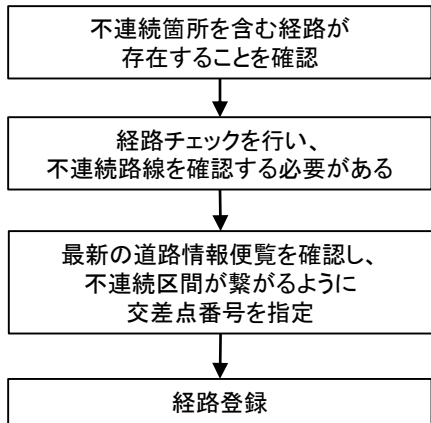 不連続箇所を含む経路が
存在することを確認
経路チェックを行い、
不連続路線を確認する必要がある
最新の道路情報便覧を確認し、
不連続区間が繋がるように
交差点番号を指定
経路登録